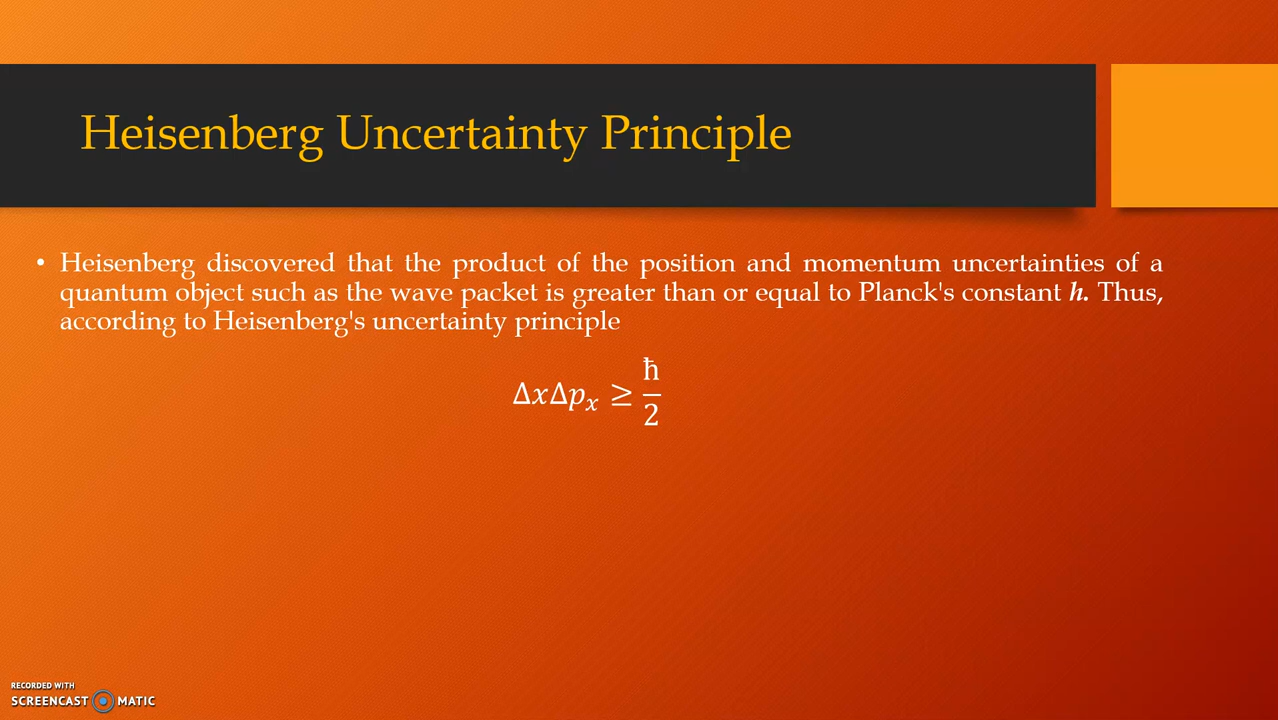 Heisenberg Uncertainty Principle
• Heisenberg discovered that the product of the position and momentum uncertainties of a
quantum object such as the wave packet is greater than or equal to Planck's constant h. Thus,
according to Heisenberg's uncertainty principle
ΔxΔpₓ ≥ ħ/2
RECORDED WITH
SCREENCAST MATIC